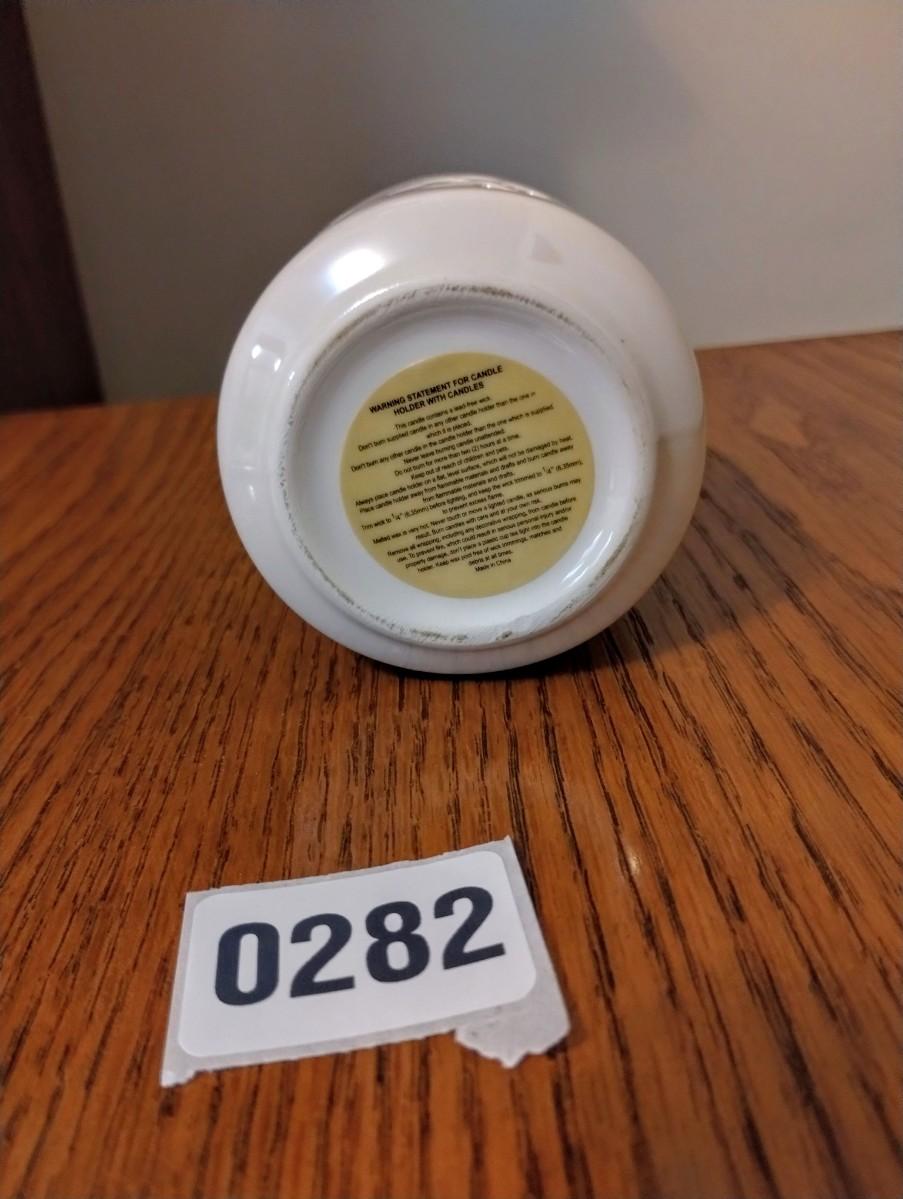 WARNING STATEMENT FOR CANDLE
HOLDER WITH CANDLES
This candle contains a lead-free wick.
Don't burn supplied candle in any other candle holder than the one in
which it is placed.
Don't burn any other candle in the candle holder than the one which is supplied.
Never leave burning candle unattended.
Do not burn for more than two (2) hours at a time.
Keep out of reach of children and pets.
Always place candle holder on a flat, level surface, which will not be damaged by heat.
Place candle holder away from flammable materials and drafts and burn candle away
from flammable materials and drafts.
Trim wick to 1/4" (6.35mm) before lighting, and keep the wick trimmed to 1/4" (6.35mm),
to prevent excess flame.
Melted wax is very hot. Never touch or move a lighted candle, as serious burns may
result. Burn candles with care and at your own risk.
Remove all wrapping, including any decorative wrapping, from candle before
use. To prevent fire, which could result in serious personal injury and/or
property damage, don't place a plastic cup tea light into the candle
holder. Keep wax pool free of wick trimmings, matches and
debris at all times.
Made in China
0282